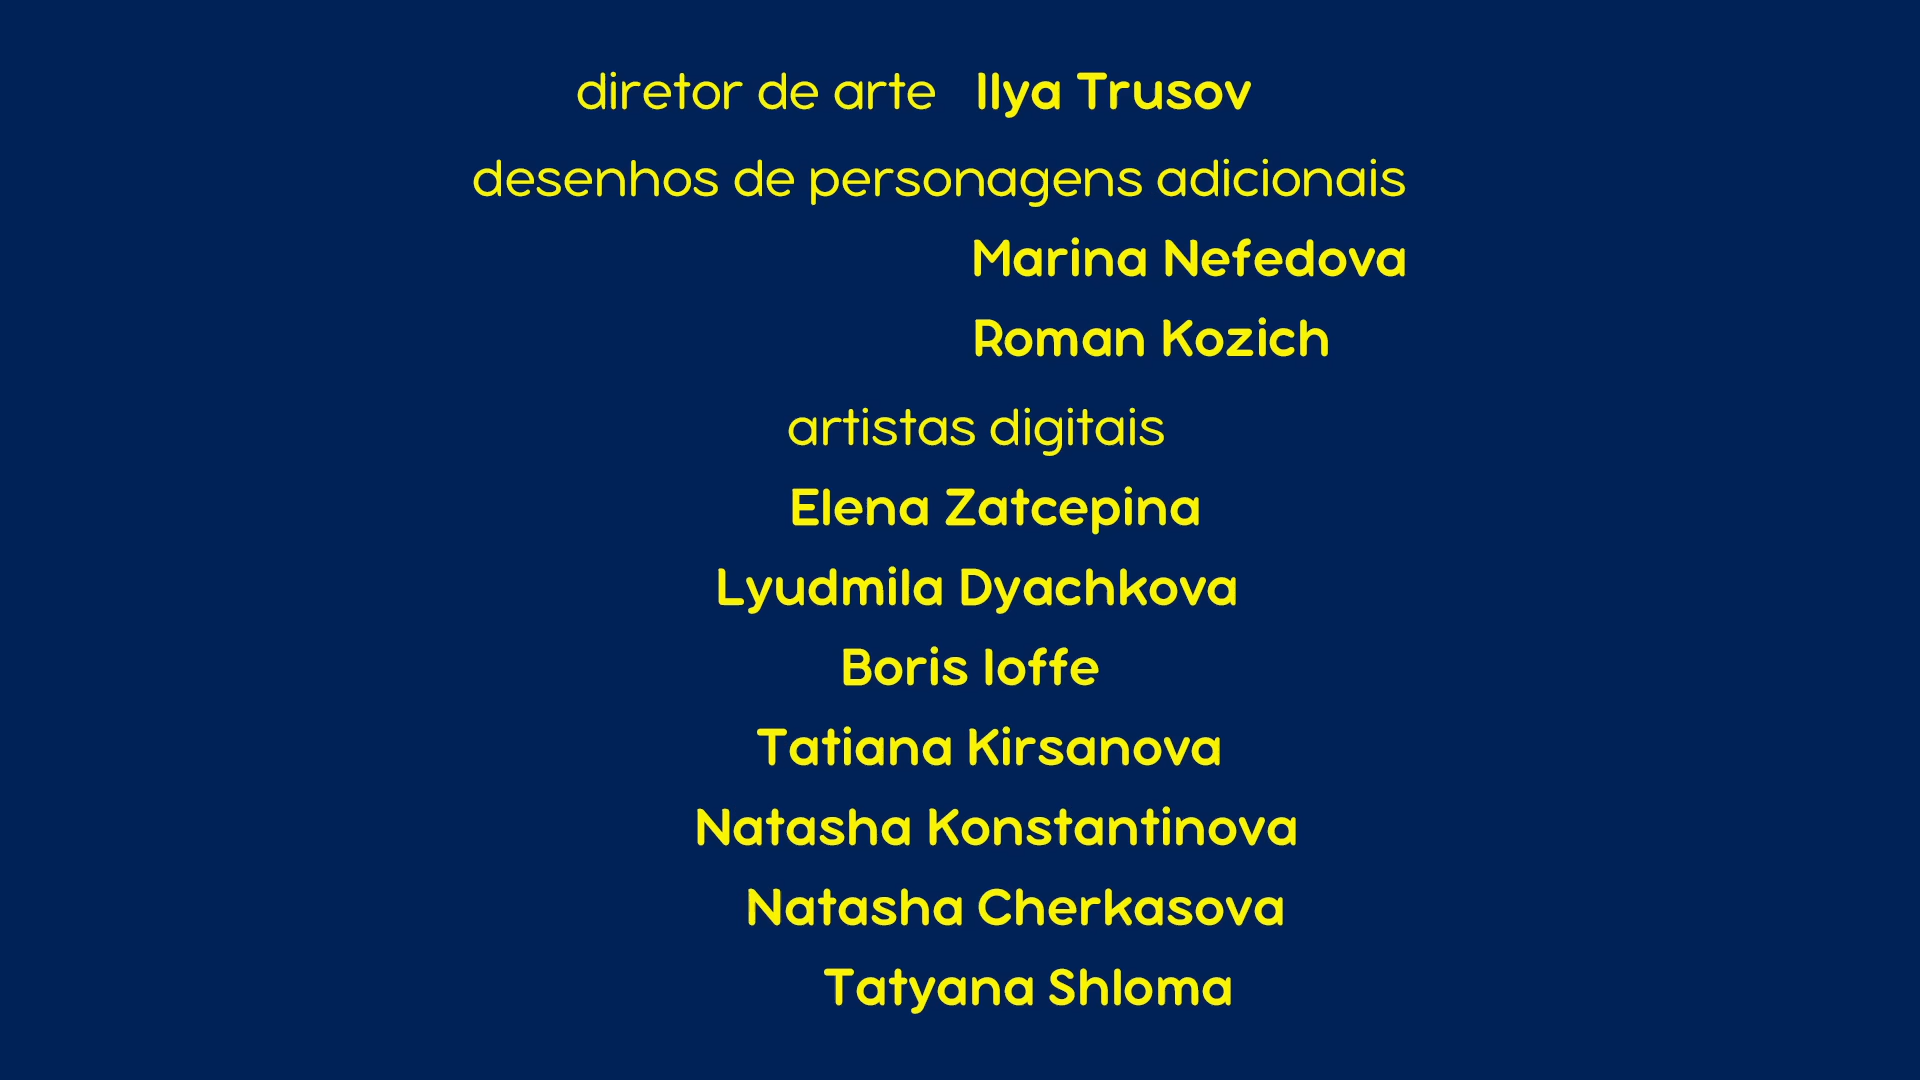 diretor de arte Ilya Trusov
desenhos de personagens adicionais
Marina Nefedova
Roman Kozich
artistas digitais
Elena Zatcepina
Lyudmila Dyachkova
Boris Ioffe
Tatiana Kirsanova
Natasha Konstantinova
Natasha Cherkasova
Tatyana Shloma